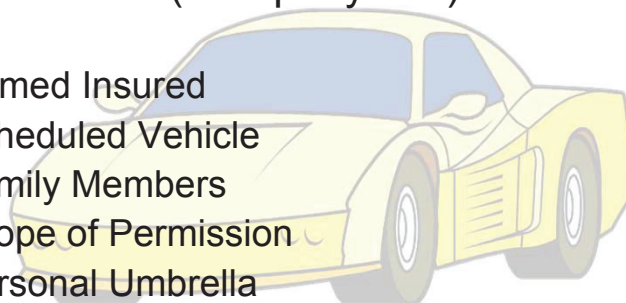 med Insured
heduled Vehicle
mily Members
ope of Permission
rsonal Umbrella